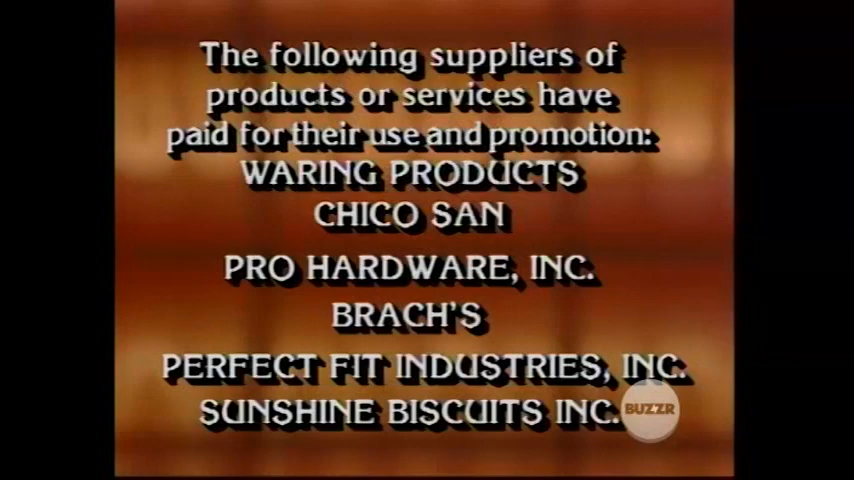 The following suppliers of
products or services have
paid for their use and promotion:
WARING PRODUCTS
CHICO SAN
PRO HARDWARE, INC.
BRACH'S
PERFECT FIT INDUSTRIES, INC.
SUNSHINE BISCUITS INC.
BUZZR